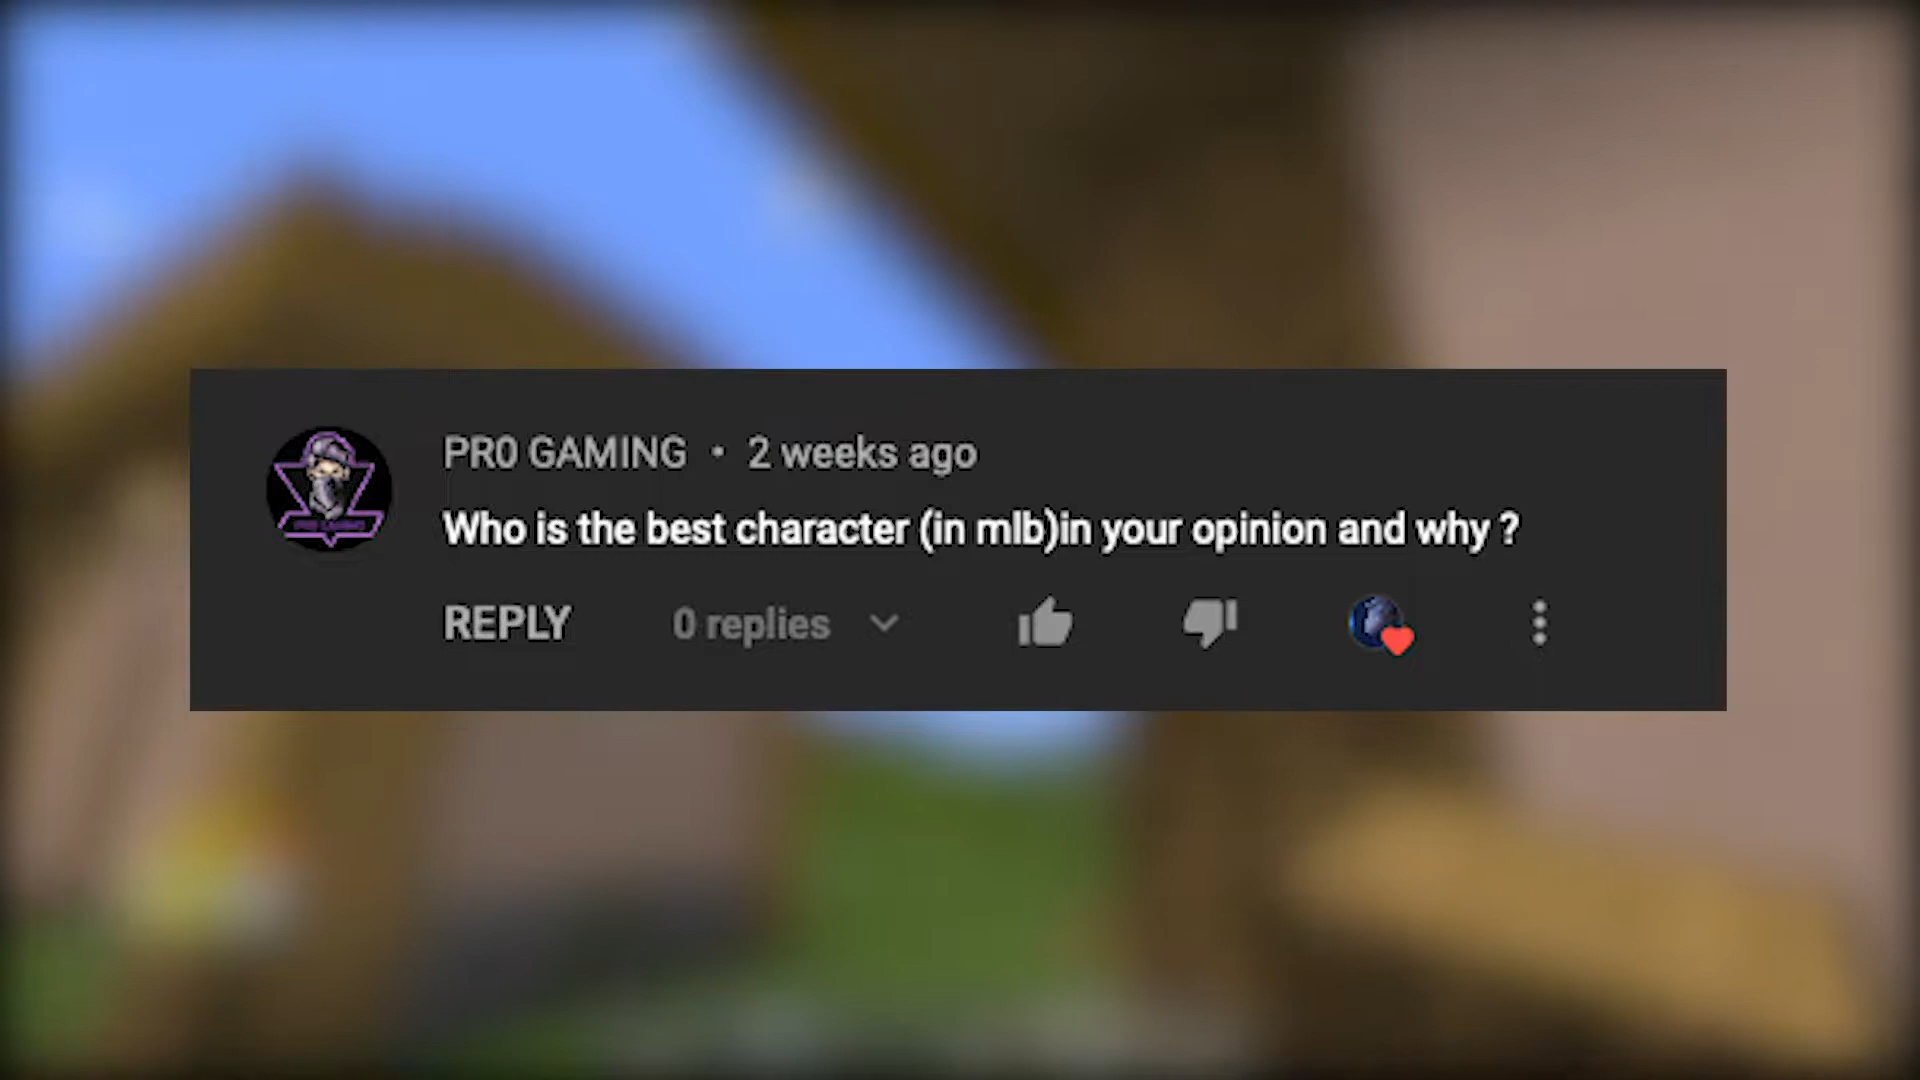 PR0 GAMING • 2 weeks ago
Who is the best character (in mlb)in your opinion and why ?
REPLY 0 replies